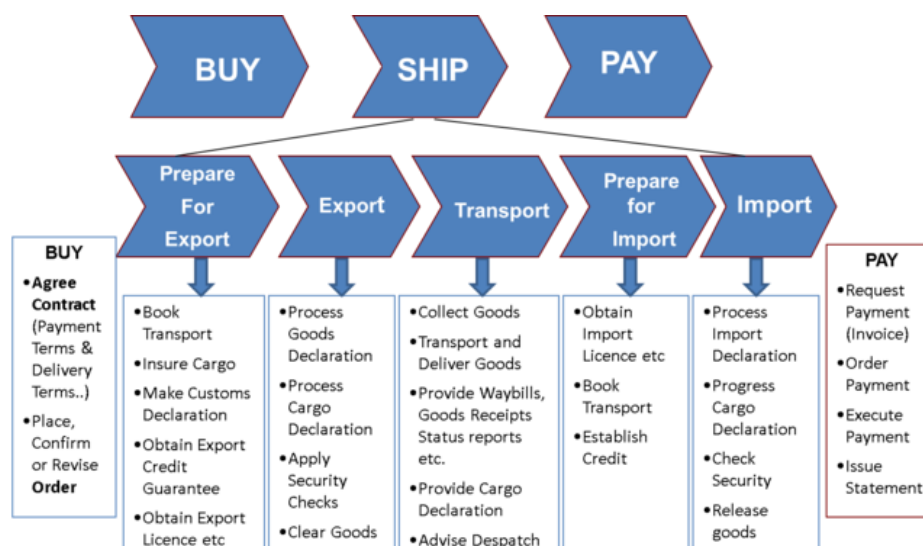 BUY
SHIP
PAY
Prepare
For
Export
Export
Transport
Prepare
for
Import
Import
BUY
•Agree
Contract
(Payment
Terms &
Delivery
Terms..)
•Place,
Confirm
or Revise
Order
•Book
Transport
•Insure Cargo
•Make Customs
Declaration
•Obtain Export
Credit
Guarantee
•Obtain Export
Licence etc
•Process
Goods
Declaration
•Process
Cargo
Declaration
•Apply
Security
Checks
•Clear Goods
•Collect Goods
•Transport and
Deliver Goods
•Provide Waybills,
Goods Receipts
Status reports
etc.
•Provide Cargo
Declaration
•Advise Despatch
•Obtain
Import
Licence etc
•Book
Transport
•Establish
Credit
•Process
Import
Declaration
•Progress
Cargo
Declaration
•Check
Security
•Release
goods
PAY
•Request
Payment
(Invoice)
•Order
Payment
•Execute
Payment
•Issue
Statement